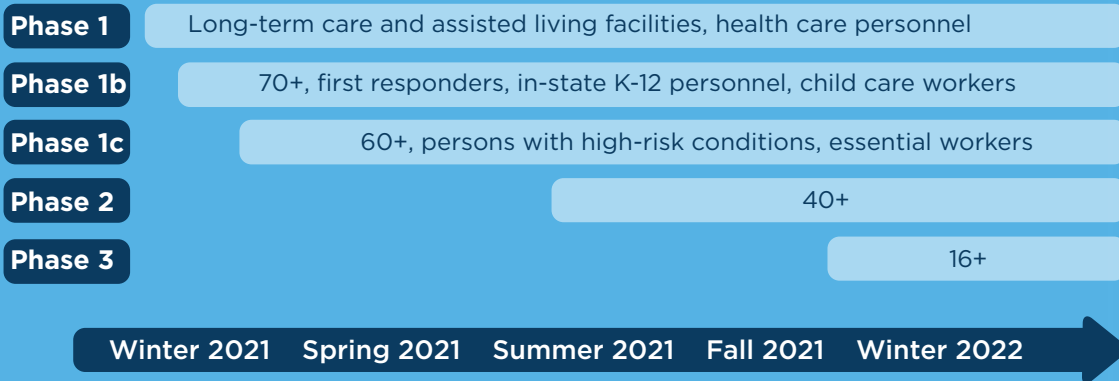 Phase 1 Long-term care and assisted living facilities, health care personnel
Phase 1b 70+, first responders, in-state K-12 personnel, child care workers
Phase 1c 60+, persons with high-risk conditions, essential workers
Phase 2 40+
Phase 3 16+
Winter 2021 Spring 2021 Summer 2021 Fall 2021 Winter 2022